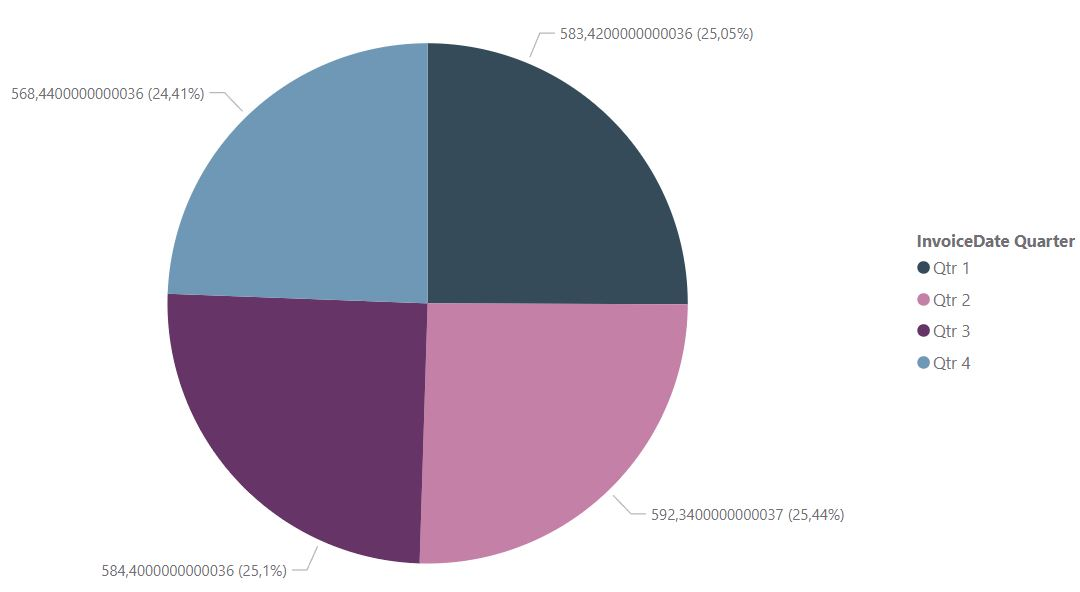 583,4200000000036 (25,05%)
568,4400000000036 (24,41%)
InvoiceDate Quarter
Qtr 1
Qtr 2
Qtr 3
Qtr 4
592,3400000000037 (25,44%)
584,4000000000036 (25,1%)